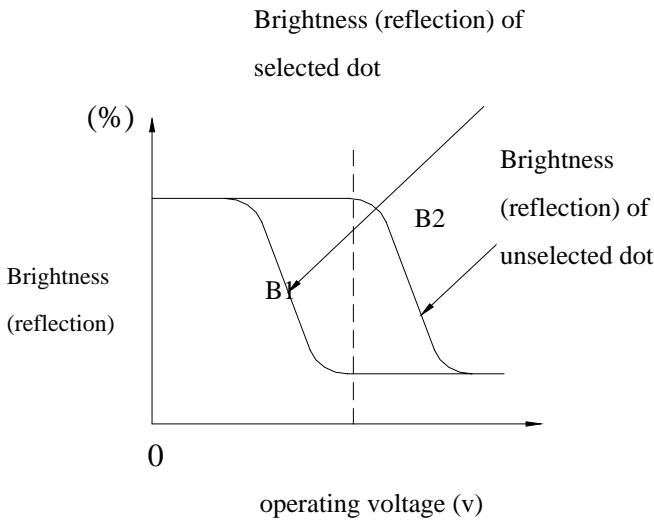 Brightness (reflection) of
selected dot
(%)
Brightness
(reflection) of
unselected dot
B2
B1
Brightness
(reflection)
0
operating voltage (v)